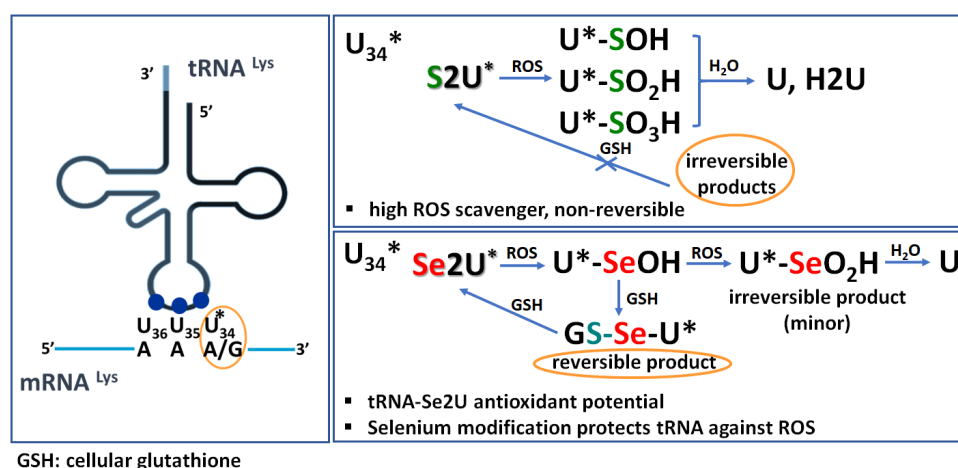 3’ tRNA Lys
5’
U36 U35 U*34
5’ A A A/G 3’
mRNA Lys
GSH: cellular glutathione
U34*
S2U* ROS U*-SOH
U*-SO2H H2O U, H2U
U*-SO3H
GSH
irreversible
products
▪ high ROS scavenger, non-reversible
U34* Se2U* ROS U*-SeOH ROS U*-SeO2H H2O U
GSH GSH irreversible product
(minor)
GS-Se-U*
reversible product
▪ tRNA-Se2U antioxidant potential
▪ Selenium modification protects tRNA against ROS